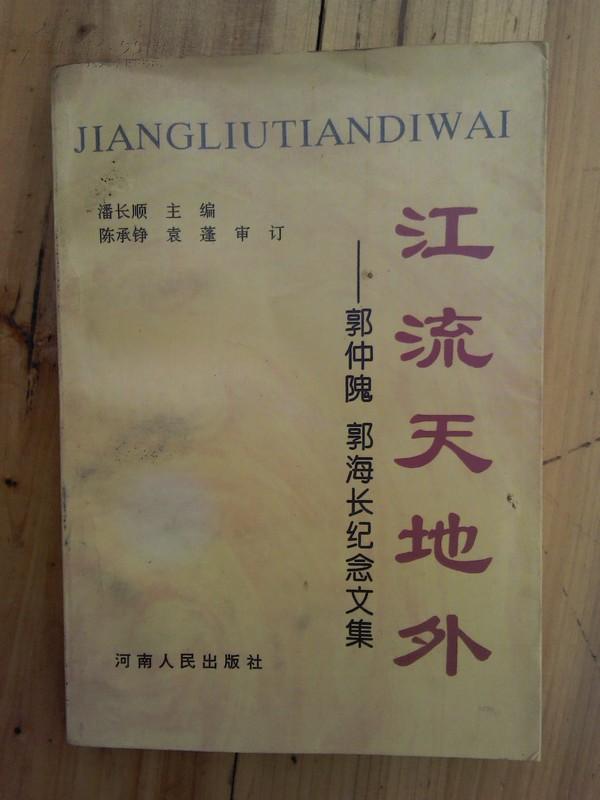 JIANGLIUTIANDIWAI
潘长顺 主 编
陈承铮 袁 蓬 审 订
江流天地外
——郭仲隗 郭海长纪念文集
河南人民出版社